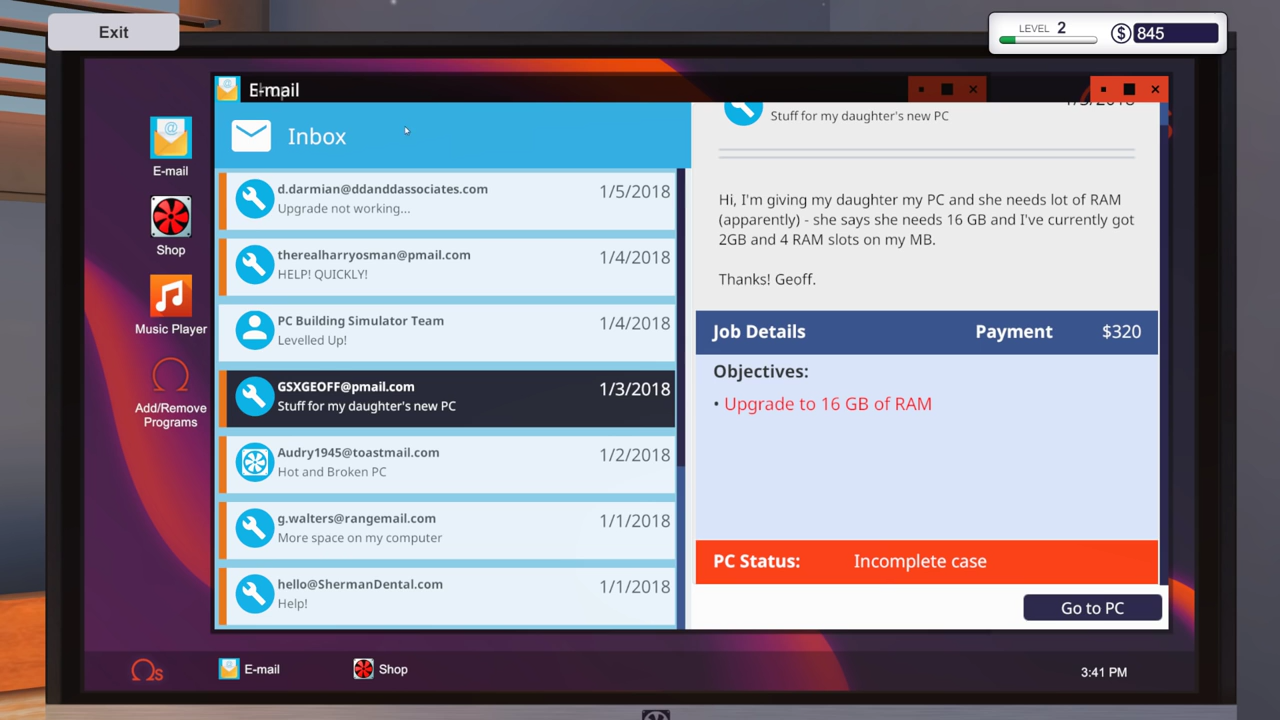 Exit
LEVEL 2
$ 845
E-mail
Shop
Music Player
Add/Remove
Programs
E-mail
Inbox
d.darmian@ddanddassociates.com 1/5/2018
Upgrade not working...
therealharryosman@pmail.com 1/4/2018
HELP! QUICKLY!
PC Building Simulator Team 1/4/2018
Levelled Up!
GSXGEOFF@pmail.com 1/3/2018
Stuff for my daughter's new PC
Audry1945@toastmail.com 1/2/2018
Hot and Broken PC
g.walters@rangemail.com 1/1/2018
More space on my computer
hello@ShermanDental.com 1/1/2018
Help!
1/3/2018
Stuff for my daughter's new PC
Hi, I'm giving my daughter my PC and she needs lot of RAM
(apparently) - she says she needs 16 GB and I've currently got
2GB and 4 RAM slots on my MB.
Thanks! Geoff.
Job Details Payment $320
Objectives:
• Upgrade to 16 GB of RAM
PC Status: Incomplete case
Go to PC
Ωs E-mail Shop 3:41 PM